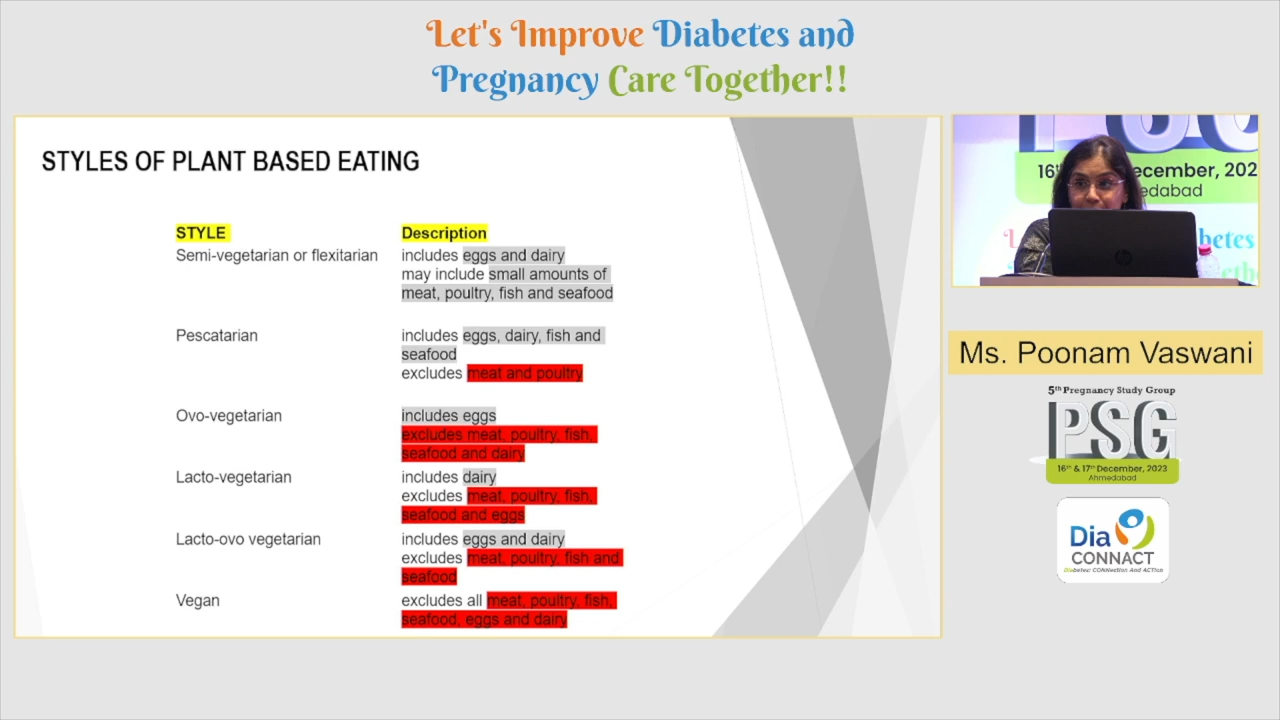 Let's Improve Diabetes and
Pregnancy Care Together!!
STYLES OF PLANT BASED EATING
STYLE Description
Semi-vegetarian or flexitarian includes eggs and dairy
may include small amounts of
meat, poultry, fish and seafood
Pescatarian includes eggs, dairy, fish and
seafood
excludes meat and poultry
Ovo-vegetarian includes eggs
excludes meat, poultry, fish,
seafood and dairy
Lacto-vegetarian includes dairy
excludes meat, poultry, fish,
seafood and eggs
Lacto-ovo vegetarian includes eggs and dairy
excludes meat, poultry, fish and
seafood
Vegan excludes all meat, poultry, fish,
seafood, eggs and dairy
Ms. Poonam Vaswani
5th Pregnancy Study Group
PSG
16th & 17th December, 2023
Ahmedabad
Dia
CONNACT
Diabetes: CONNection And ACTion